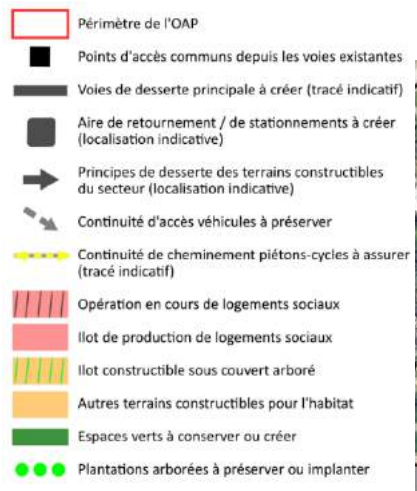 Périmètre de l'OAP
Points d'accès communs depuis les voies existantes
Voies de desserte principale à créer (tracé indicatif)
Aire de retournement / de stationnements à créer
(localisation indicative)
Principes de desserte des terrains constructibles
du secteur (localisation indicative)
Continuité d'accès véhicules à préserver
Continuité de cheminement piétons-cycles à assurer
(tracé indicatif)
Opération en cours de logements sociaux
Ilot de production de logements sociaux
Ilot constructible sous couvert arboré
Autres terrains constructibles pour l'habitat
Espaces verts à conserver ou créer
Plantations arborées à préserver ou implanter